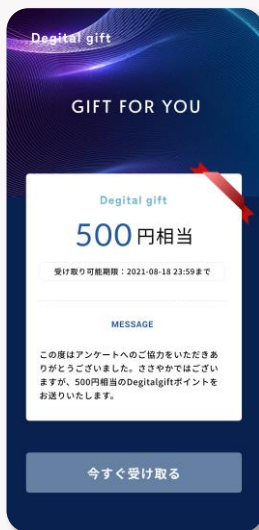 Degital gift
GIFT FOR YOU
Degital gift
500円相当
受け取り可能期限：2021-08-18 23:59まで
MESSAGE
この度はアンケートへのご協力をいただきあ
りがとうございました。ささやかではござい
ますが、500円相当のDegitalgiftポイントを
お送りいたします。
今すぐ受け取る